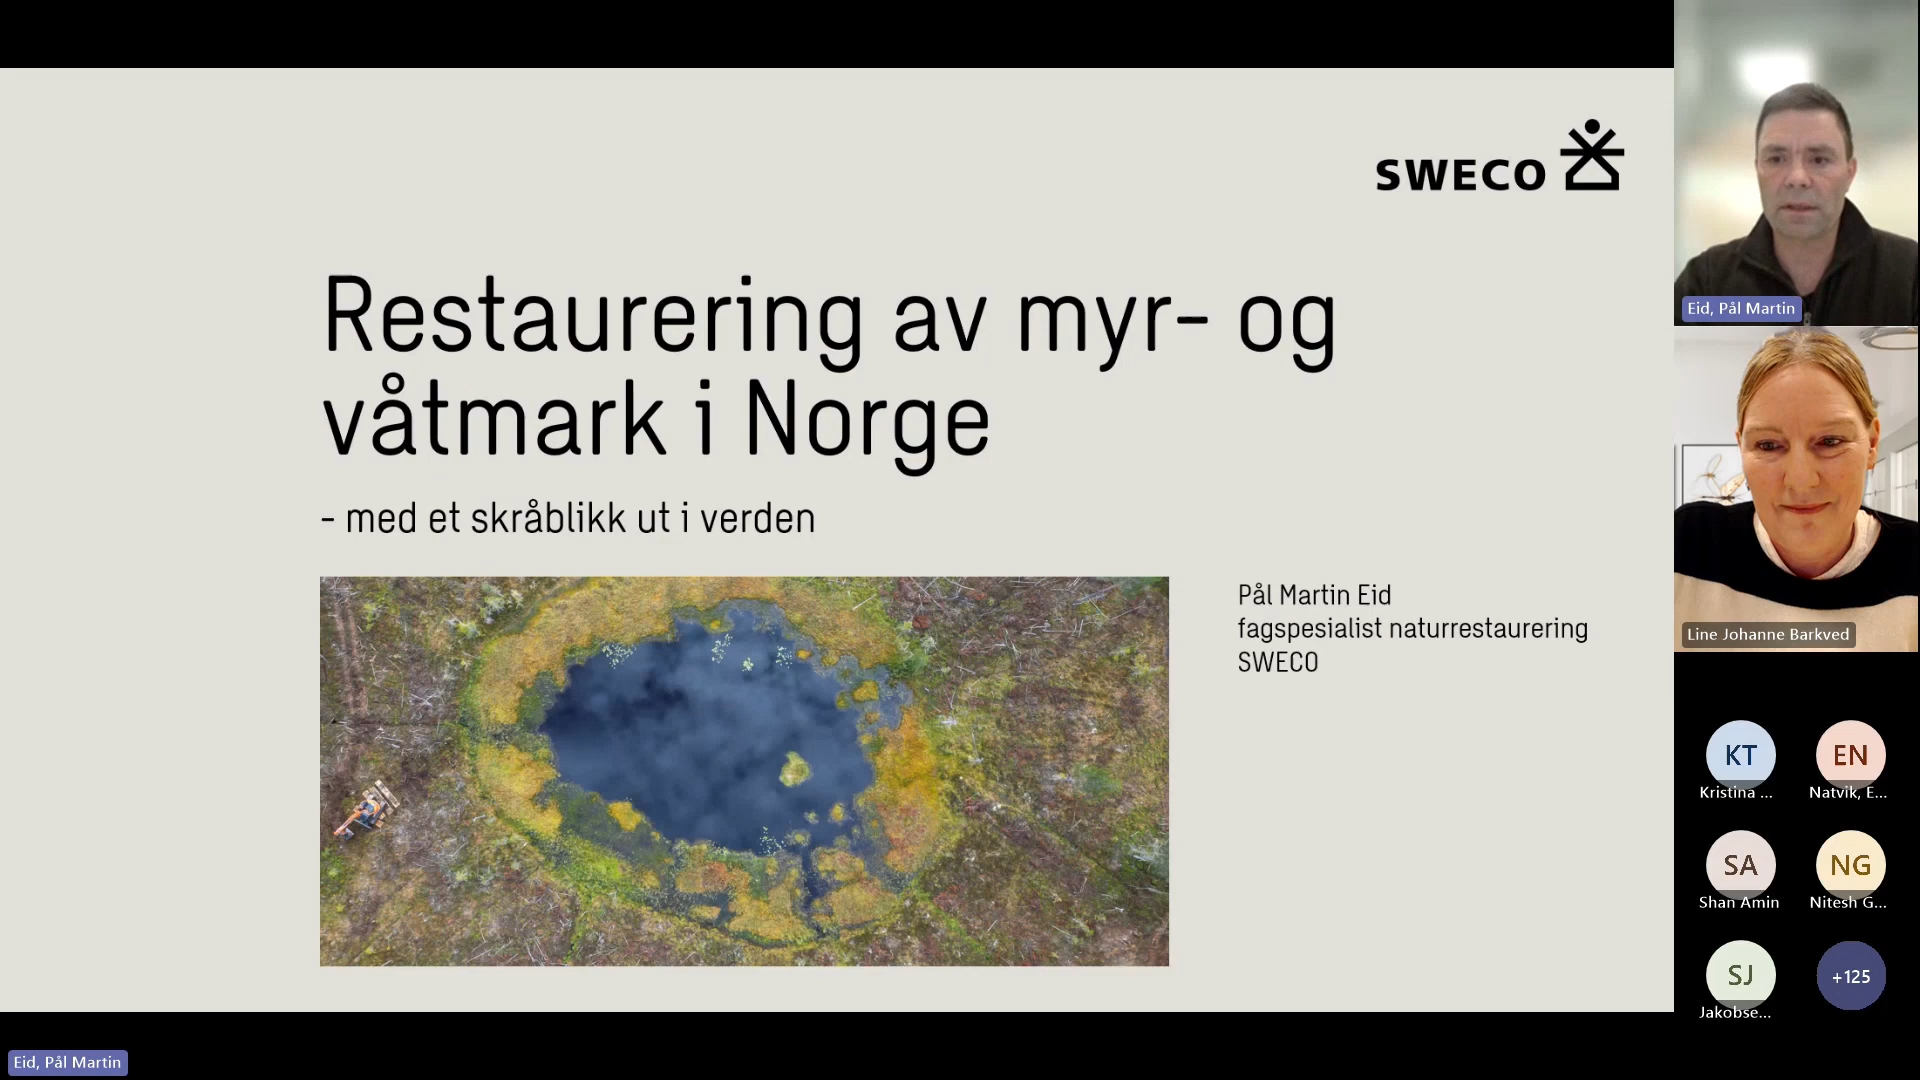 SWECO
Restaurering av myr- og
våtmark i Norge
- med et skråblikk ut i verden
Pål Martin Eid
fagspesialist naturrestaurering
SWECO
Eid, Pål Martin
Line Johanne Barkved
KT
EN
Kristina ...
Natvik, E...
SA
NG
Shan Amin
Nitesh G...
SJ
+125
Jakobse...
Eid, Pål Martin